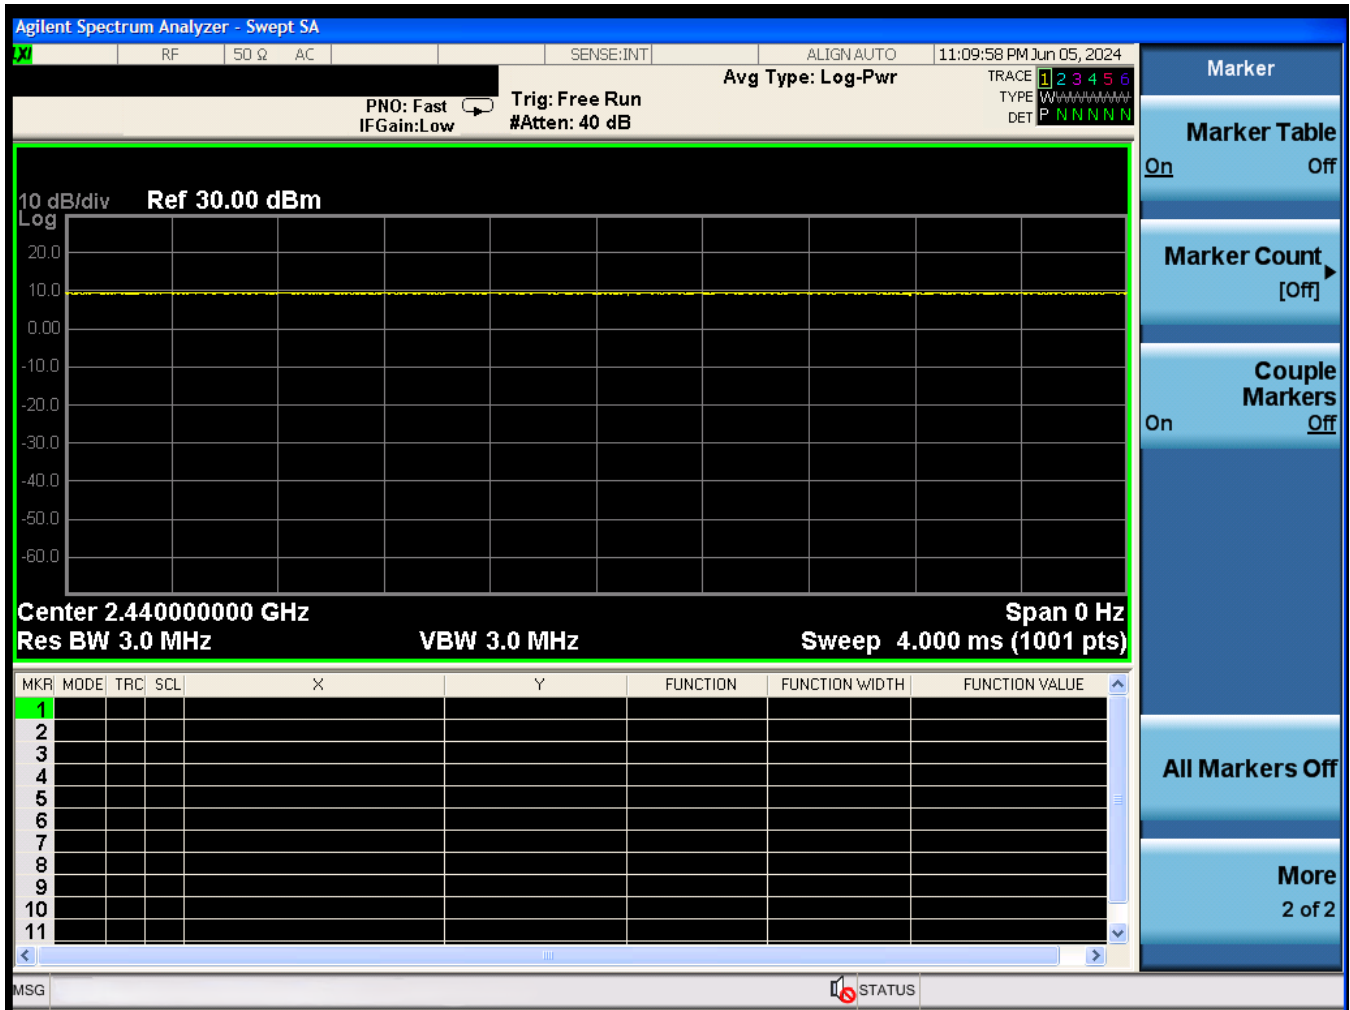 Agilent Spectrum Analyzer - Swept SA
LXI RF 50 Ω AC SENSE:INT ALIGN AUTO 11:09:58 PM Jun 05, 2024
PNO: Fast
IFGain:Low
Trig: Free Run
#Atten: 40 dB
Avg Type: Log-Pwr
TRACE 1 2 3 4 5 6
TYPE WWWWWW
DET P N N N N N
10 dB/div Ref 30.00 dBm
Log
20.0
10.0
0.00
-10.0
-20.0
-30.0
-40.0
-50.0
-60.0
Center 2.440000000 GHz Span 0 Hz
Res BW 3.0 MHz VBW 3.0 MHz Sweep 4.000 ms (1001 pts)
MKR MODE TRC SCL X Y FUNCTION FUNCTION WIDTH FUNCTION VALUE
1
2
3
4
5
6
7
8
9
10
11
MSG STATUS
Marker
Marker Table
On Off
Marker Count
[Off]
Couple
Markers
On Off
All Markers Off
More
2 of 2